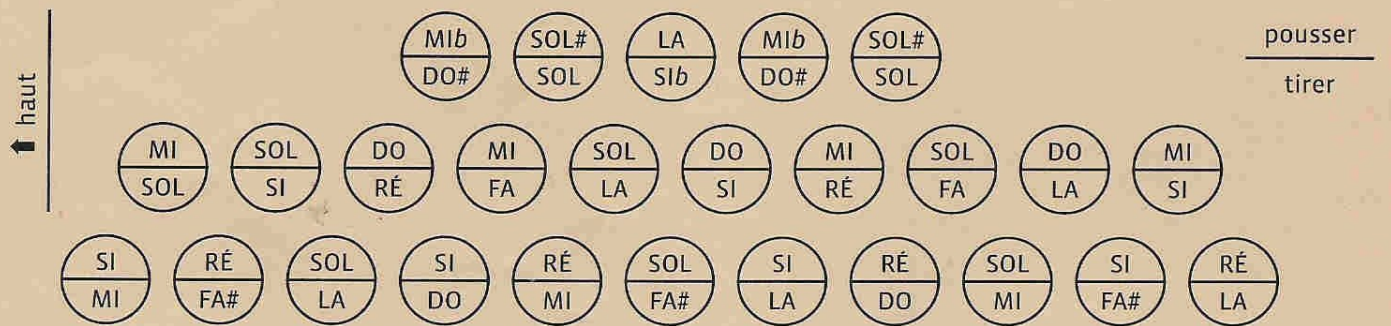 MIb SOL# LA MIb SOL# pousser
DO# SOL SIb DO# SOL tirer
⬆ haut
MI SOL DO MI SOL DO MI SOL DO MI
SOL SI RÉ FA LA SI RÉ FA LA SI
SI RÉ SOL SI RÉ SOL SI RÉ SOL SI RÉ
MI FA# LA DO MI FA# LA DO MI FA# LA